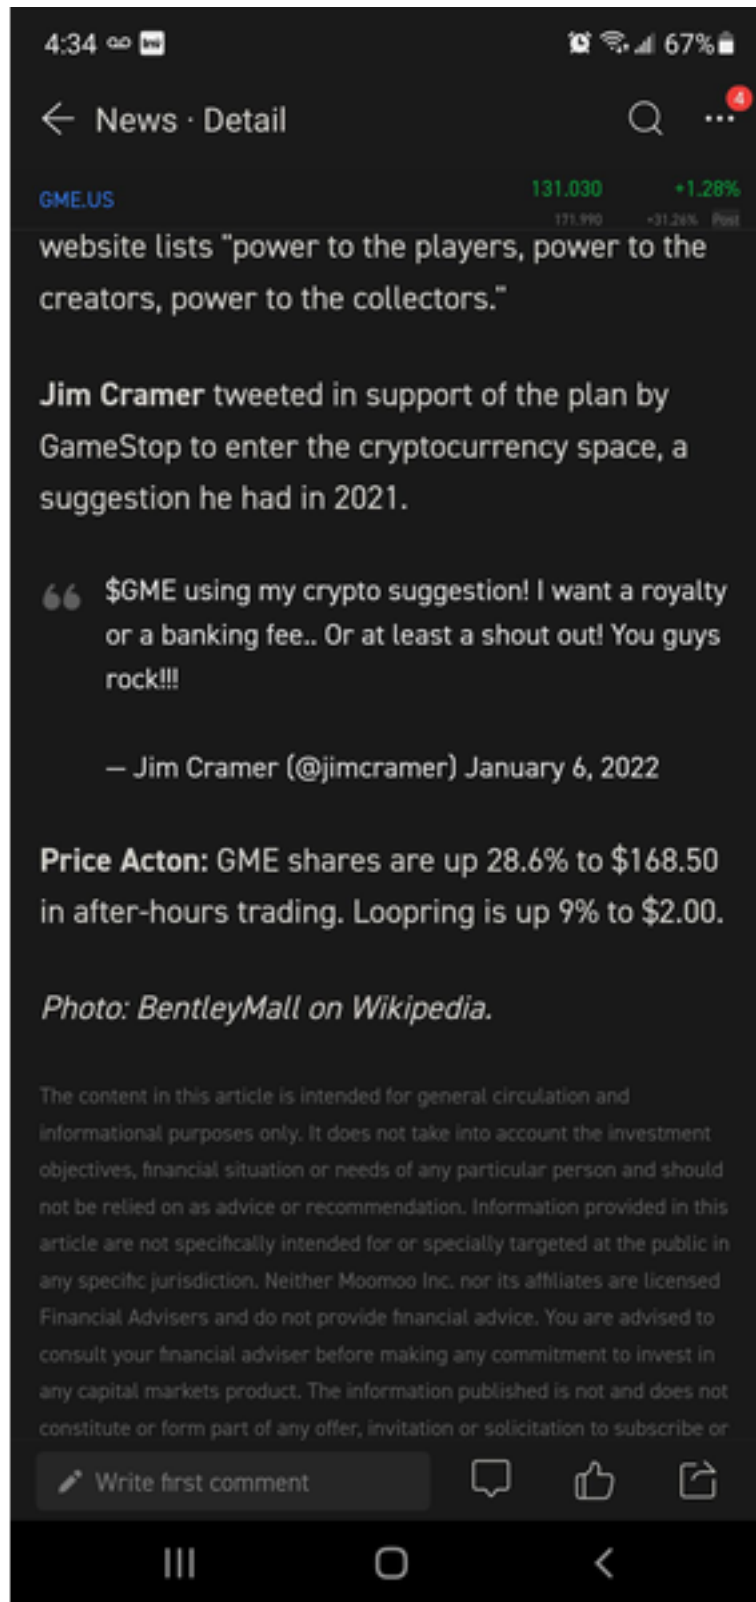 4:34
67%
News · Detail
4
GME.US
131.030
+1.28%
171.990
+31.26% Post
website lists "power to the players, power to the
creators, power to the collectors."
Jim Cramer tweeted in support of the plan by
GameStop to enter the cryptocurrency space, a
suggestion he had in 2021.
$GME using my crypto suggestion! I want a royalty
or a banking fee.. Or at least a shout out! You guys
rock!!!
— Jim Cramer (@jimcramer) January 6, 2022
Price Acton: GME shares are up 28.6% to $168.50
in after-hours trading. Loopring is up 9% to $2.00.
Photo: BentleyMall on Wikipedia.
The content in this article is intended for general circulation and
informational purposes only. It does not take into account the investment
objectives, financial situation or needs of any particular person and should
not be relied on as advice or recommendation. Information provided in this
article are not specifically intended for or specially targeted at the public in
any specific jurisdiction. Neither Moomoo Inc. nor its affiliates are licensed
Financial Advisers and do not provide financial advice. You are advised to
consult your financial adviser before making any commitment to invest in
any capital markets product. The information published is not and does not
constitute or form part of any offer, invitation or solicitation to subscribe or
Write first comment